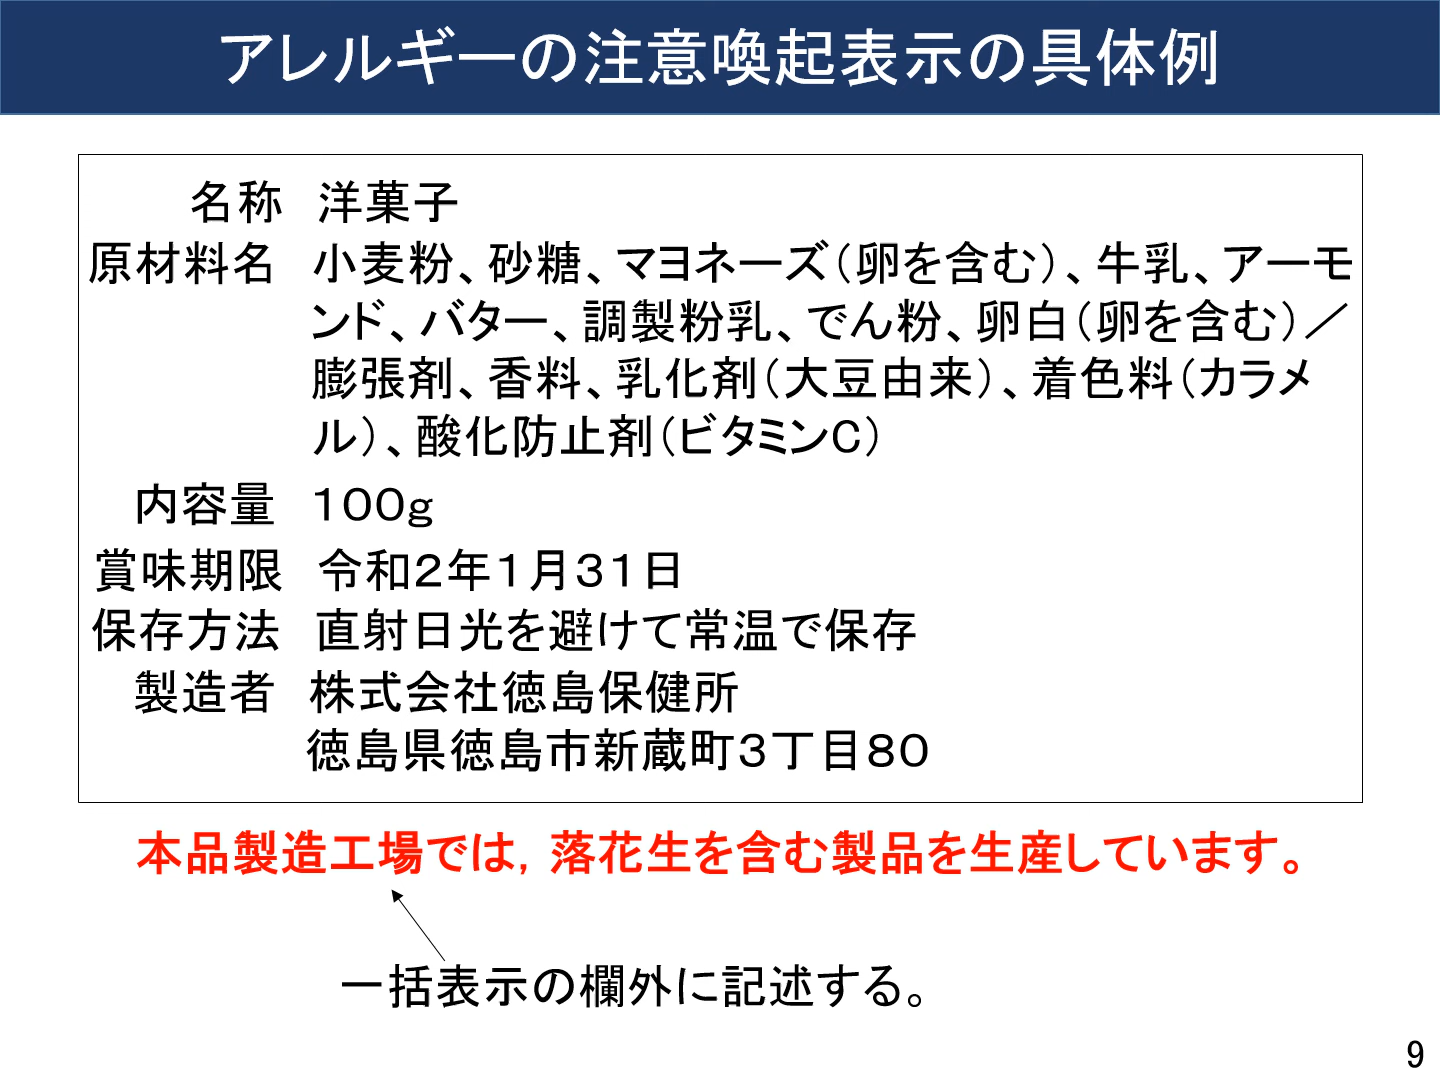 アレルギーの注意喚起表示の具体例
名称　洋菓子
原材料名　小麦粉、砂糖、マヨネーズ（卵を含む）、牛乳、アーモ
ンド、バター、調製粉乳、でん粉、卵白（卵を含む）／
膨張剤、香料、乳化剤（大豆由来）、着色料（カラメ
ル）、酸化防止剤（ビタミンC）
内容量　１００ｇ
賞味期限　令和２年１月３１日
保存方法　直射日光を避けて常温で保存
製造者　株式会社徳島保健所
徳島県徳島市新蔵町３丁目８０
本品製造工場では，落花生を含む製品を生産しています。
一括表示の欄外に記述する。
9